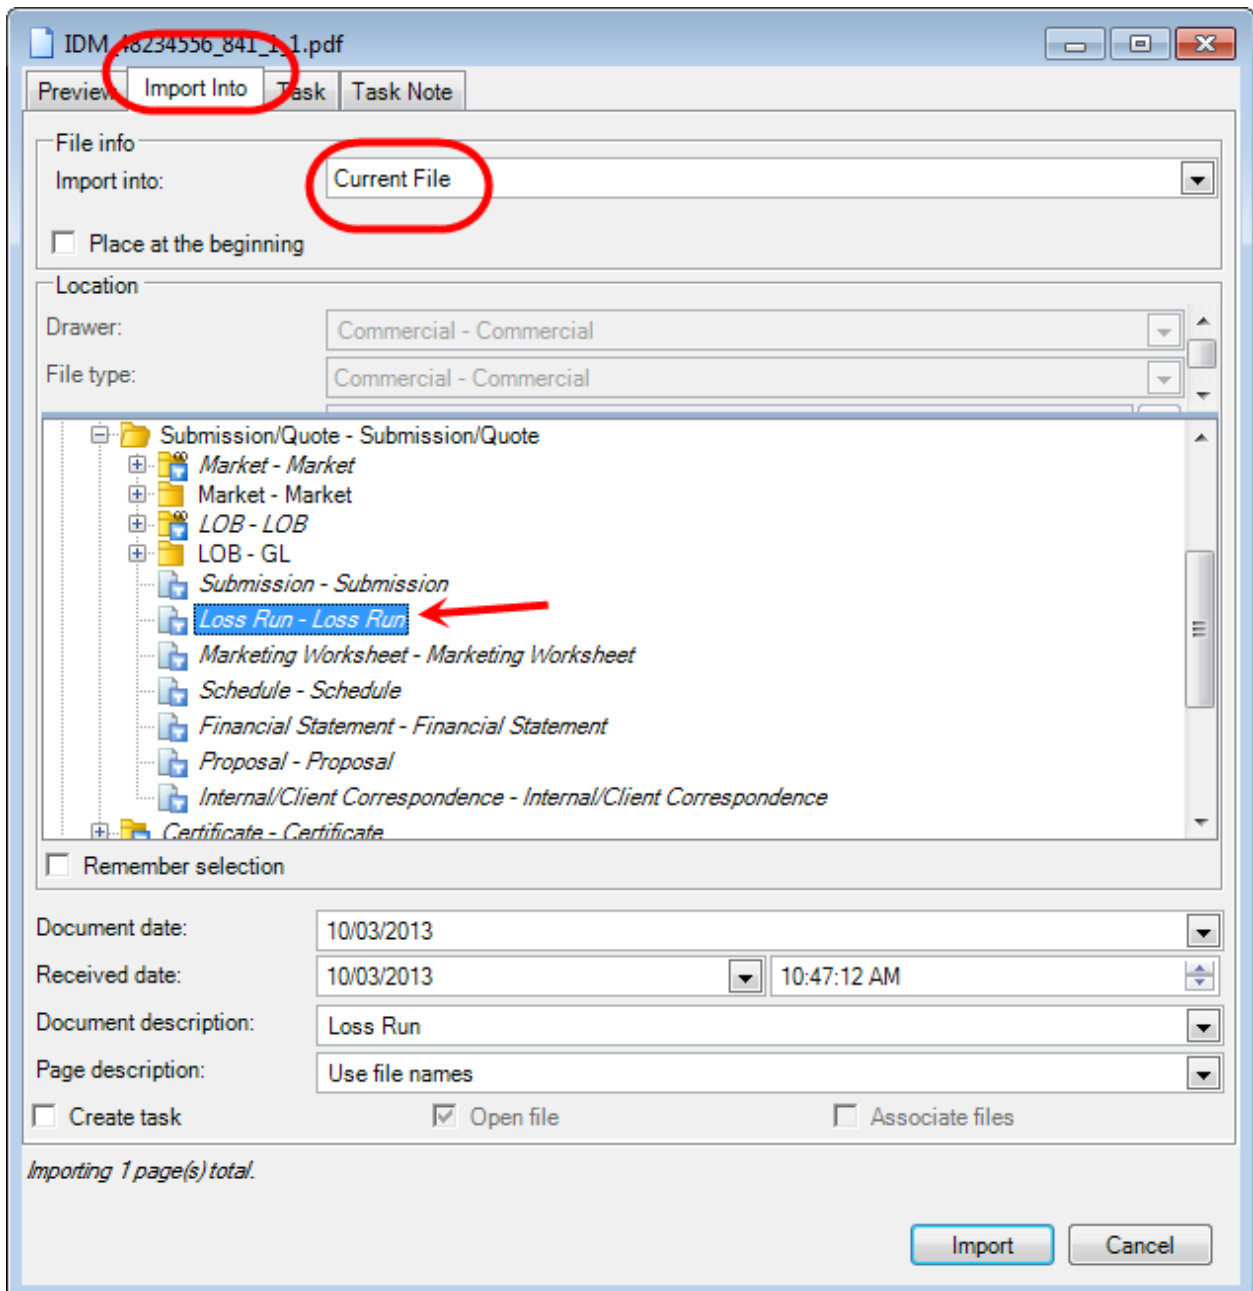 IDM_48234556_841_1_1.pdf
Preview Import Into Task Task Note
File info
Import into: Current File
Place at the beginning
Location
Drawer: Commercial - Commercial
File type: Commercial - Commercial
Submission/Quote - Submission/Quote
Market - Market
Market - Market
LOB - LOB
LOB - GL
Submission - Submission
Loss Run - Loss Run
Marketing Worksheet - Marketing Worksheet
Schedule - Schedule
Financial Statement - Financial Statement
Proposal - Proposal
Internal/Client Correspondence - Internal/Client Correspondence
Certificate - Certificate
Remember selection
Document date: 10/03/2013
Received date: 10/03/2013 10:47:12 AM
Document description: Loss Run
Page description: Use file names
Create task Open file Associate files
Importing 1 page(s) total.
Import Cancel